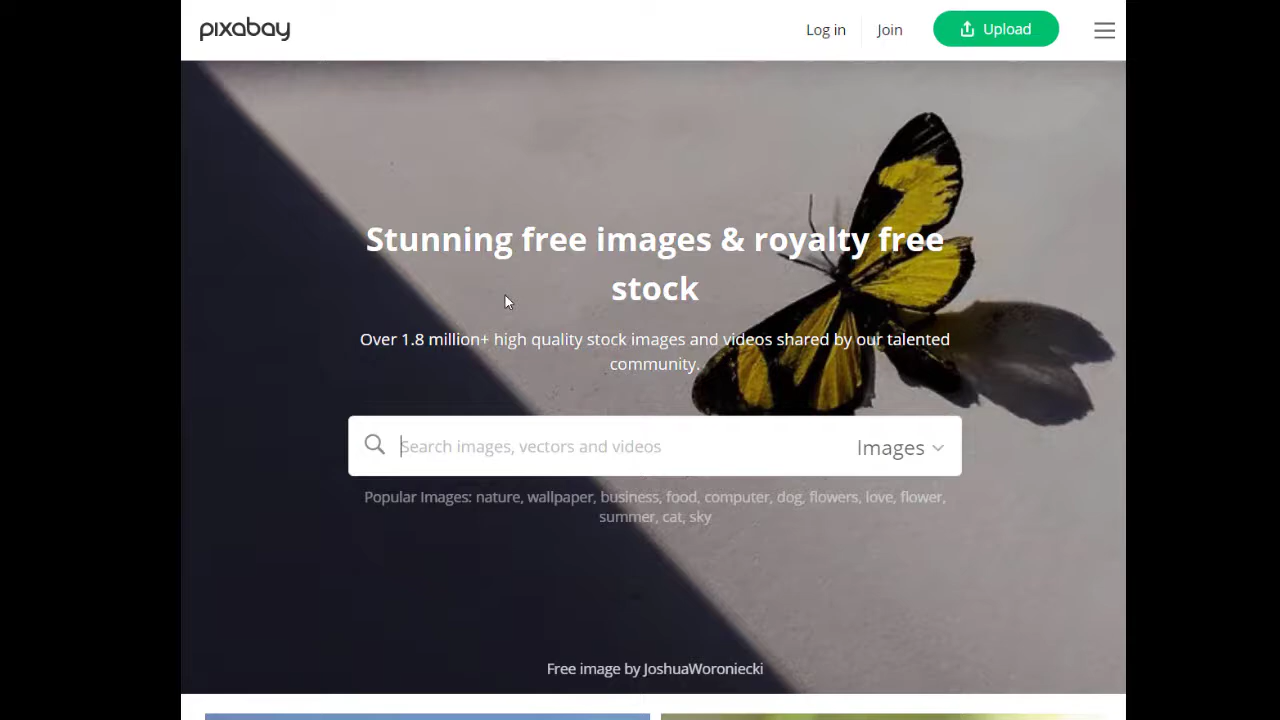 pixabay
Log in
Join
Upload
Stunning free images & royalty free
stock
Over 1.8 million+ high quality stock images and videos shared by our talented
community.
Search images, vectors and videos
Images
Popular Images: nature, wallpaper, business, food, computer, dog, flowers, love, flower,
summer, cat, sky
Free image by JoshuaWoroniecki